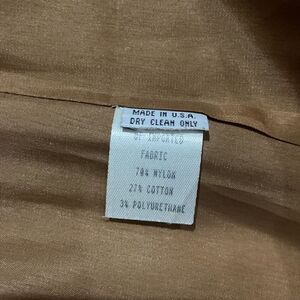 MADE IN U.S.A.
DRY CLEAN ONLY
OF IMPORTED
FABRIC
70% NYLON
27% COTTON
3% POLYURETHANE